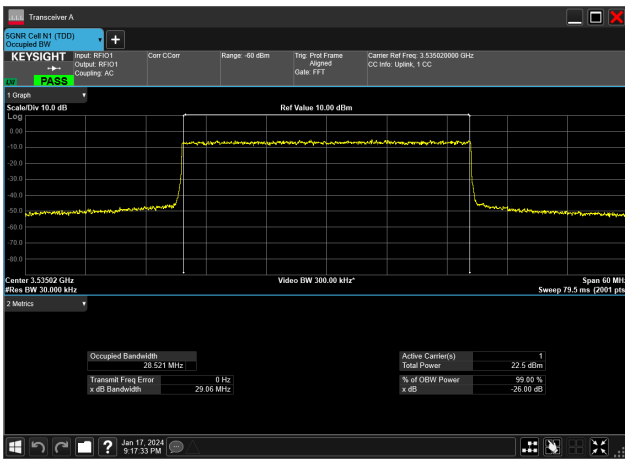 Transceiver A
5GNR Cell N1 (TDD)
Occupied BW
KEYSIGHT
PASS
Input: RFIO1
Output: RFIO1
Coupling: AC
Corr CCorr
Range: -60 dBm
Trig: Prot Frame
Aligned
Gate: FFT
Carrier Ref Freq: 3.535020000 GHz
CC Info: Uplink, 1 CC
1 Graph
Scale/Div 10.0 dB
Ref Value 10.00 dBm
Log
0.00
-10.0
-20.0
-30.0
-40.0
-50.0
-60.0
-70.0
-80.0
Center 3.53502 GHz
Video BW 300.00 kHz*
Span 60 MHz
#Res BW 30.000 kHz
Sweep 79.5 ms (2001 pts
2 Metrics
Occupied Bandwidth
28.521 MHz
Transmit Freq Error 0 Hz
x dB Bandwidth 29.06 MHz
Active Carrier(s) 1
Total Power 22.5 dBm
% of OBW Power 99.00 %
x dB -26.00 dB
?
Jan 17, 2024
9:17:33 PM